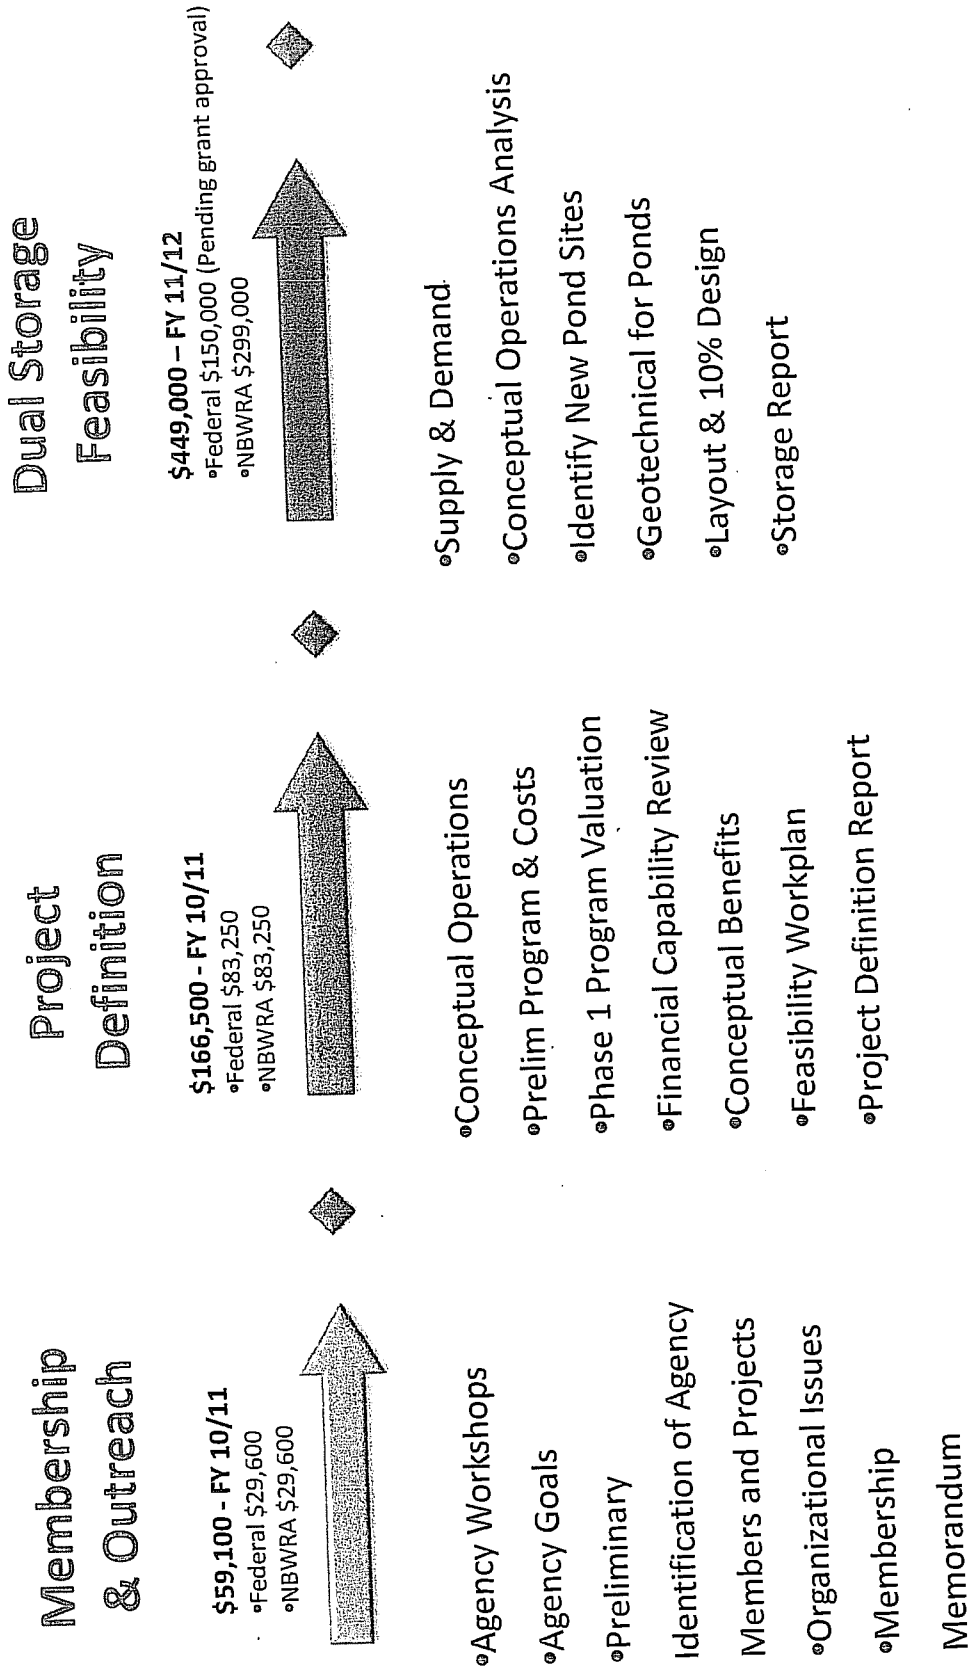 Membership
& Outreach
$59,100 - FY 10/11
•Federal $29,600
•NBWRA $29,600
•Agency Workshops
•Agency Goals
•Preliminary
Identification of Agency
Members and Projects
•Organizational Issues
•Membership
Memorandum
Project
Definition
$166,500 - FY 10/11
•Federal $83,250
•NBWRA $83,250
•Conceptual Operations
•Prelim Program & Costs
•Phase 1 Program Valuation
•Financial Capability Review
•Conceptual Benefits
•Feasibility Workplan
•Project Definition Report
Dual Storage
Feasibility
$449,000 – FY 11/12
•Federal $150,000 (Pending grant approval)
•NBWRA $299,000
•Supply & Demand
•Conceptual Operations Analysis
•Identify New Pond Sites
•Geotechnical for Ponds
•Layout & 10% Design
•Storage Report